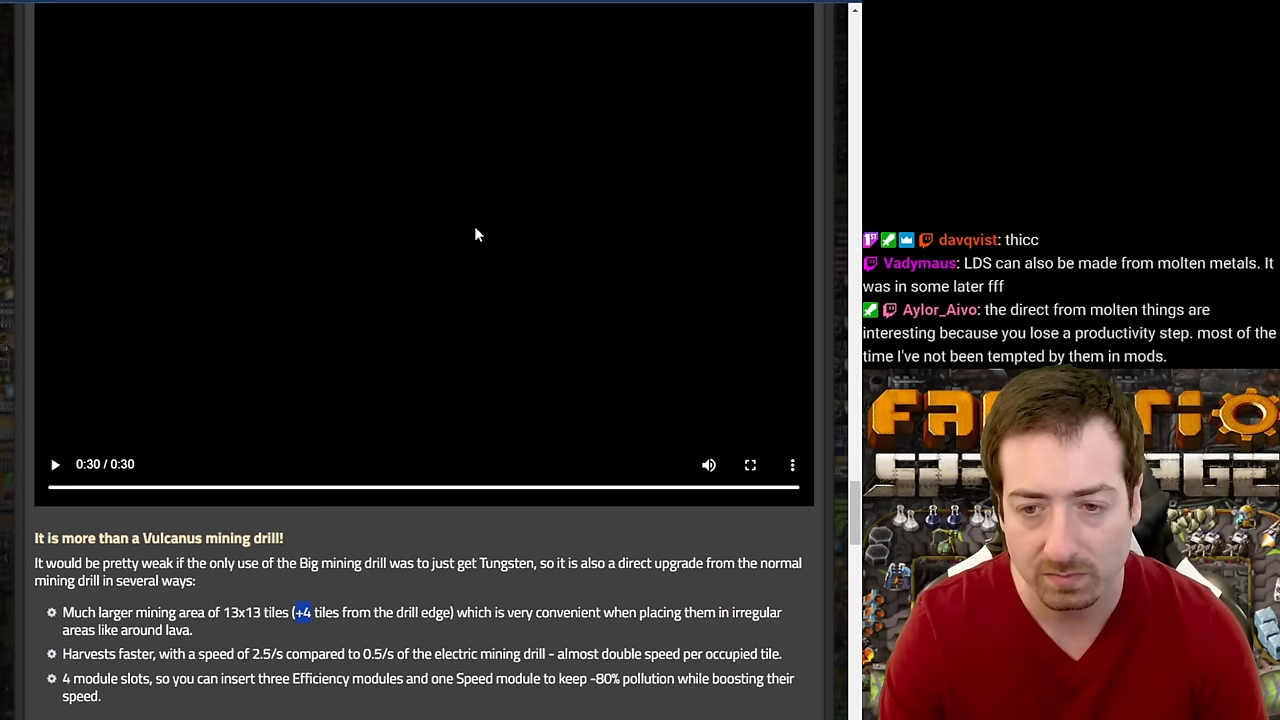 0:30 / 0:30
It is more than a Vulcanus mining drill!
It would be pretty weak if the only use of the Big mining drill was to just get Tungsten, so it is also a direct upgrade from the normal
mining drill in several ways:
Much larger mining area of 13x13 tiles (+4 tiles from the drill edge) which is very convenient when placing them in irregular
areas like around lava.
Harvests faster, with a speed of 2.5/s compared to 0.5/s of the electric mining drill - almost double speed per occupied tile.
4 module slots, so you can insert three Efficiency modules and one Speed module to keep -80% pollution while boosting their
speed.
davqvist: thicc
Vadymaus: LDS can also be made from molten metals. It
was in some later fff
Aylor_Aivo: the direct from molten things are
interesting because you lose a productivity step. most of the
time I've not been tempted by them in mods.